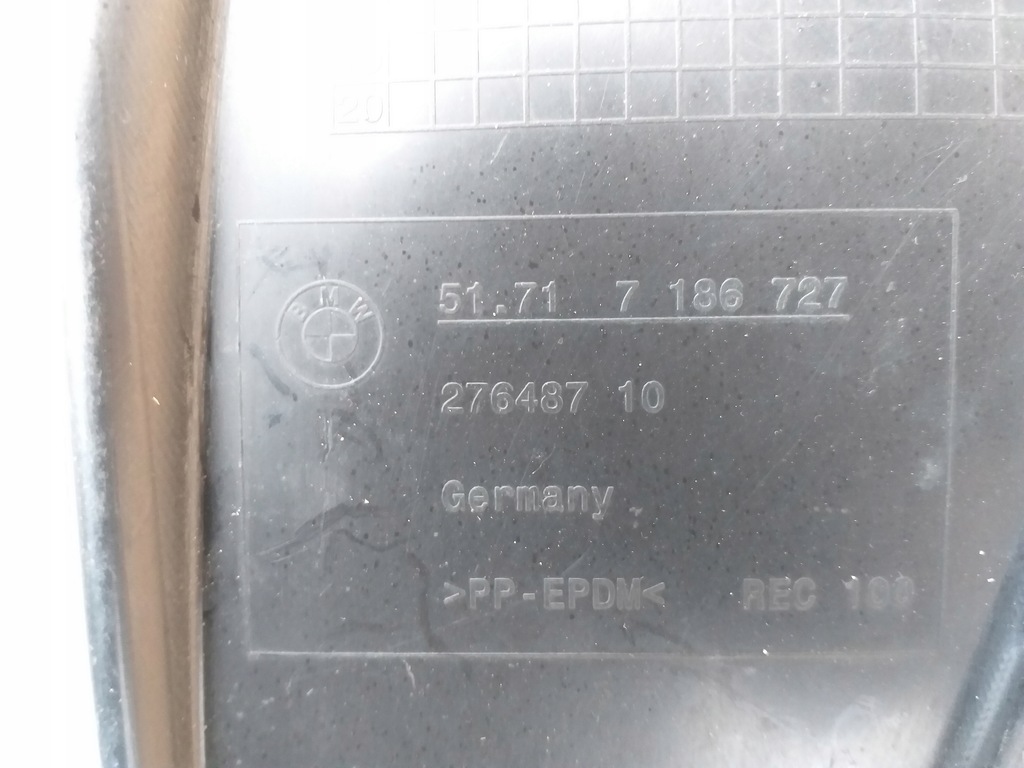 20
BMW
51.71 7 186 727
276487 10
Germany
>PP-EPDM< REC 100